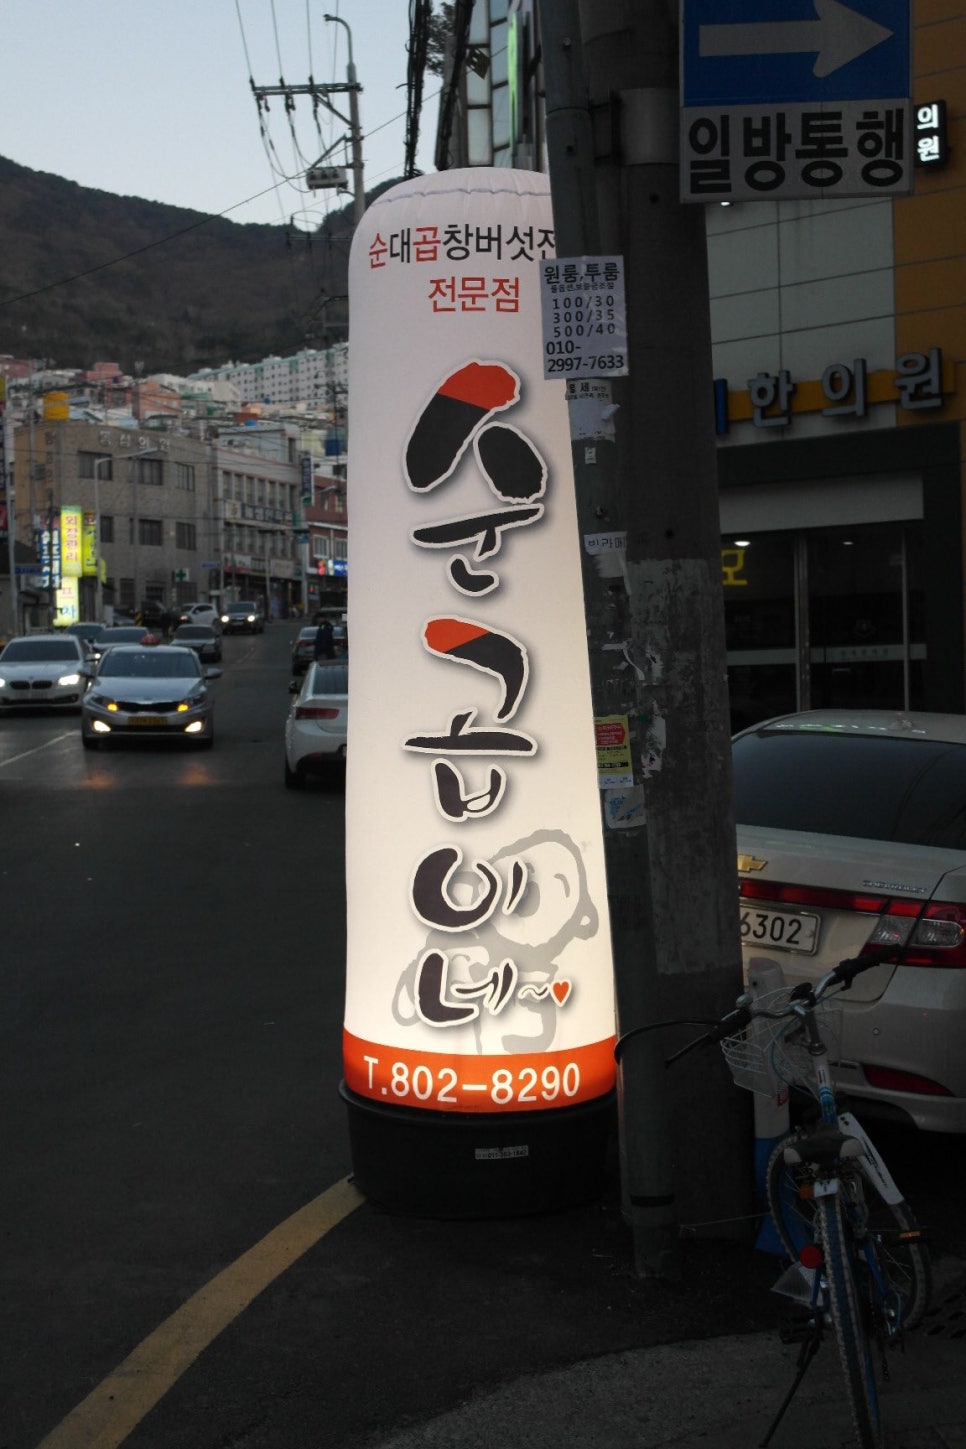 일방통행
의원
순대곱창버섯전
전문점
원룸,투룸
100/30
300/35
500/40
010-
2997-7633
한의원
순곱이네~
T.802-8290
모
6302
CHEVROLET